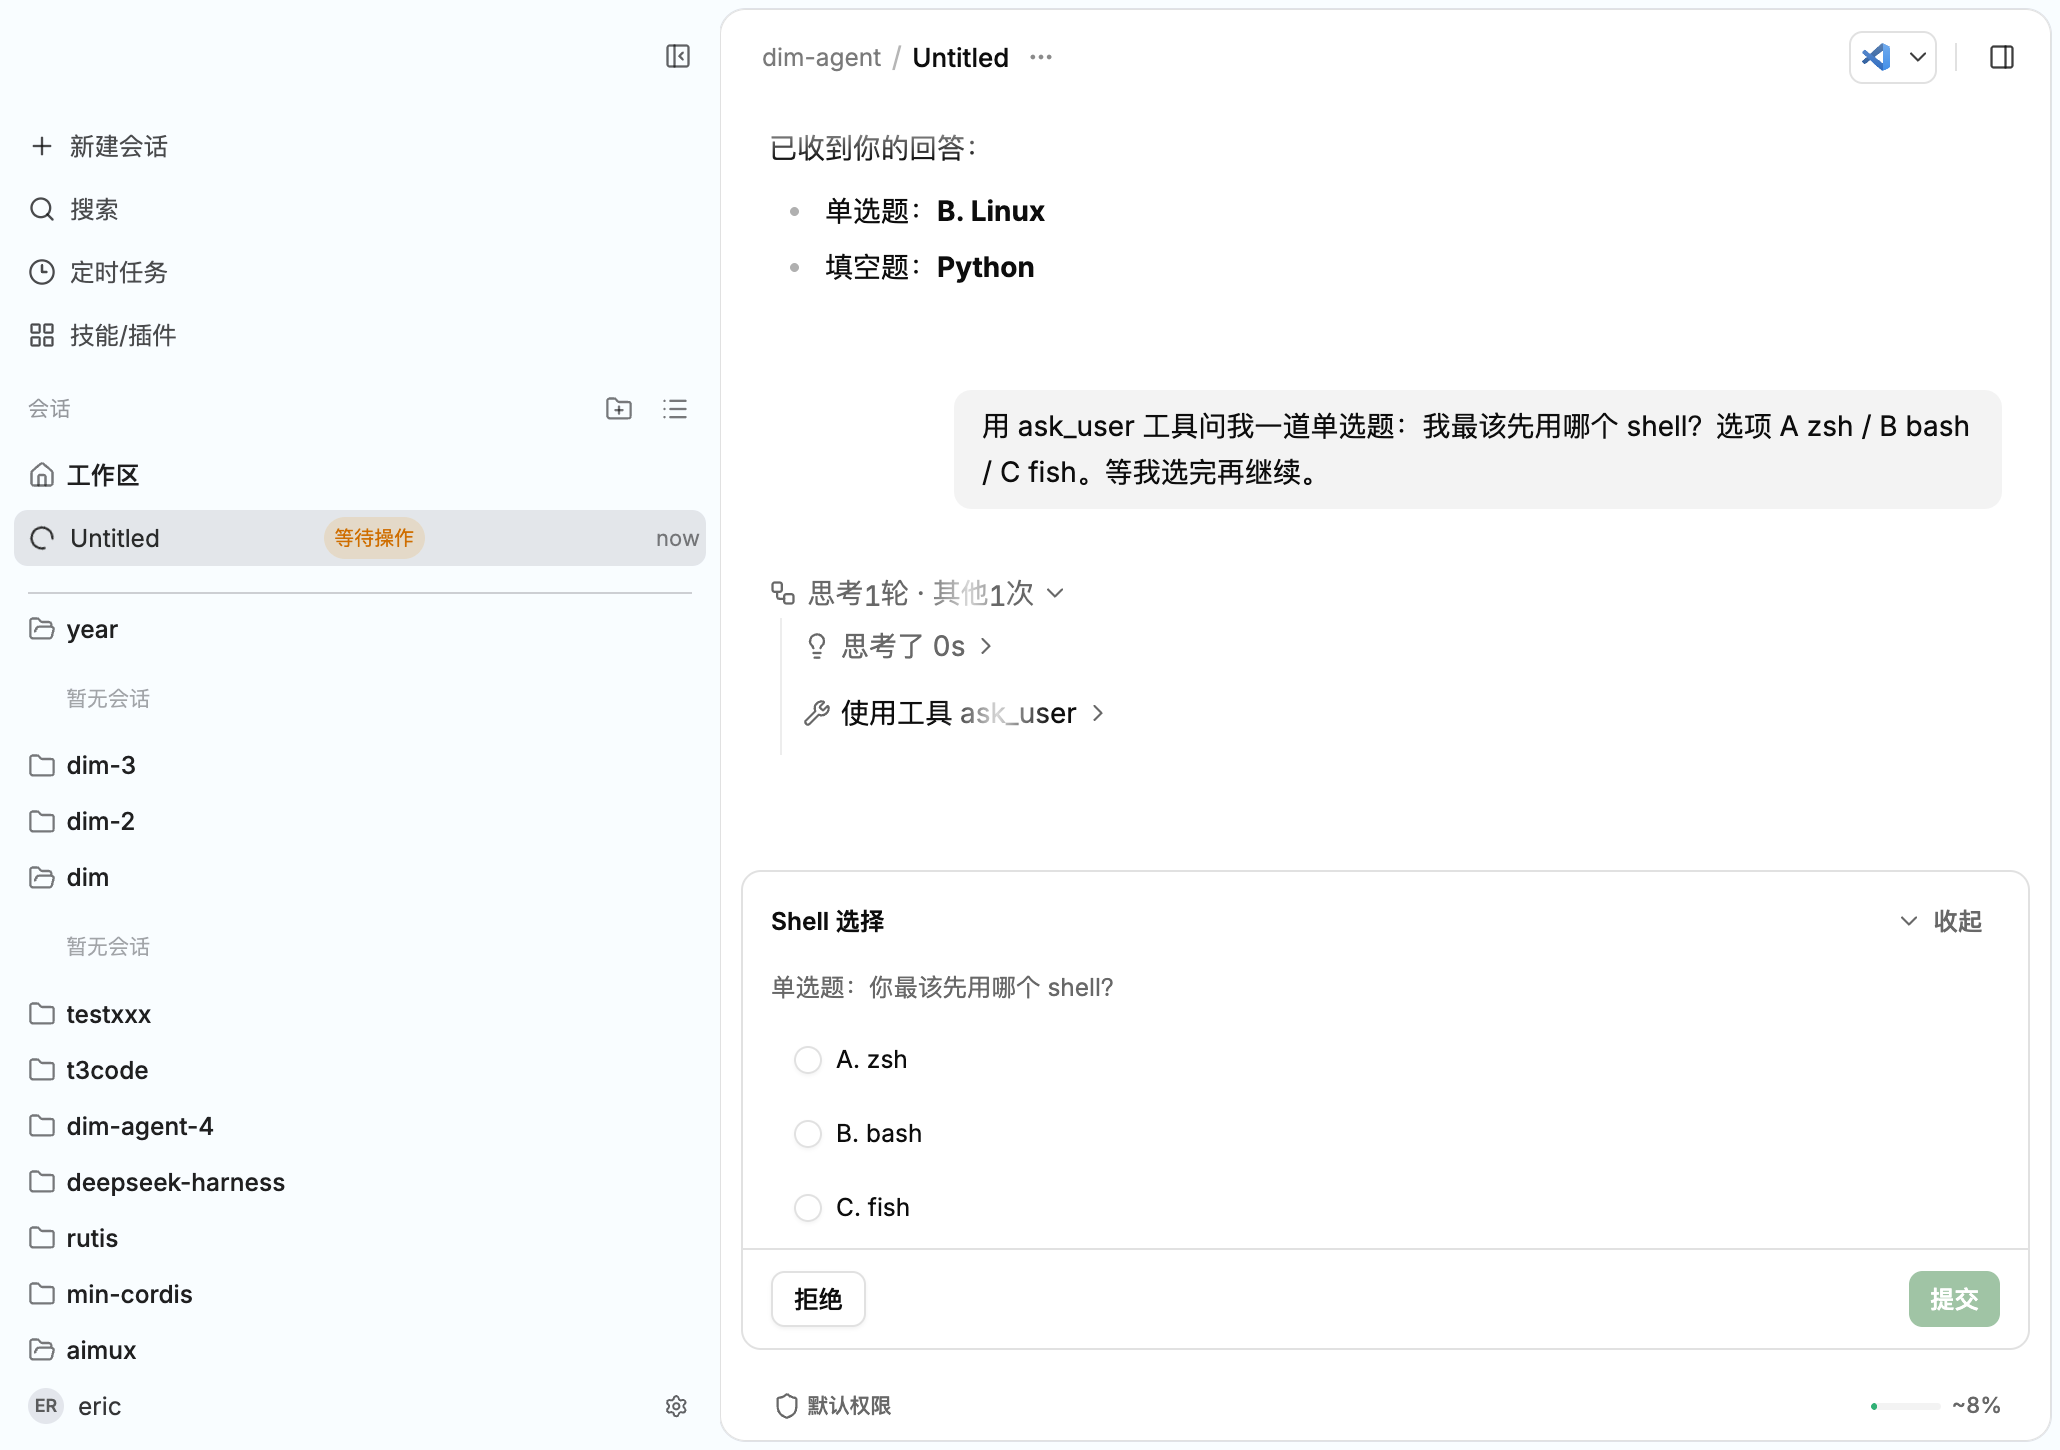 新建会话
搜索
定时任务
技能/插件
会话
工作区
Untitled 等待操作 now
year
暂无会话
dim-3
dim-2
dim
暂无会话
testxxx
t3code
dim-agent-4
deepseek-harness
rutis
min-cordis
aimux
ER eric
dim-agent / Untitled ···
已收到你的回答：
• 单选题：B. Linux
• 填空题：Python
用 ask_user 工具问我一道单选题：我最该先用哪个 shell？选项 A zsh / B bash
/ C fish。等我选完再继续。
思考1轮 · 其他1次
思考了 0s
使用工具 ask_user
Shell 选择
收起
单选题：你最该先用哪个 shell?
A. zsh
B. bash
C. fish
拒绝
提交
默认权限
~8%